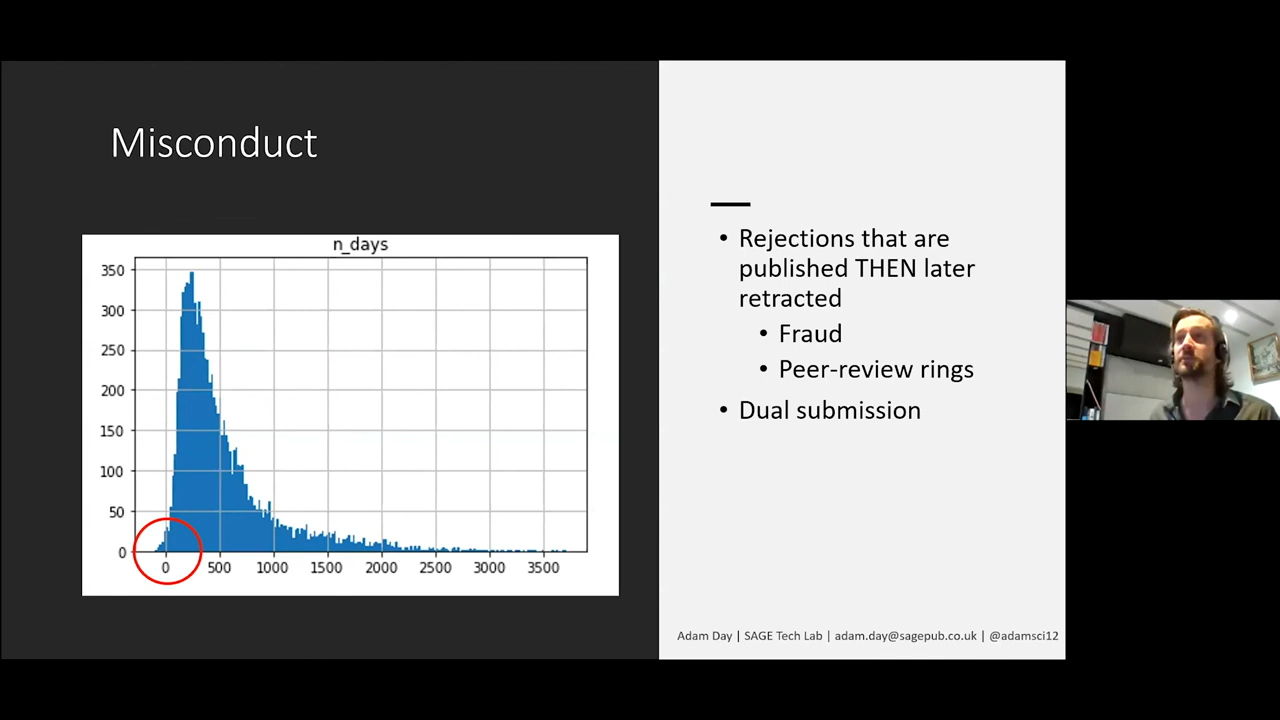 Misconduct
n_days
350
300
250
200
150
100
50
0
0 500 1000 1500 2000 2500 3000 3500
• Rejections that are
published THEN later
retracted
• Fraud
• Peer-review rings
• Dual submission
Adam Day | SAGE Tech Lab | adam.day@sagepub.co.uk | @adamsci12